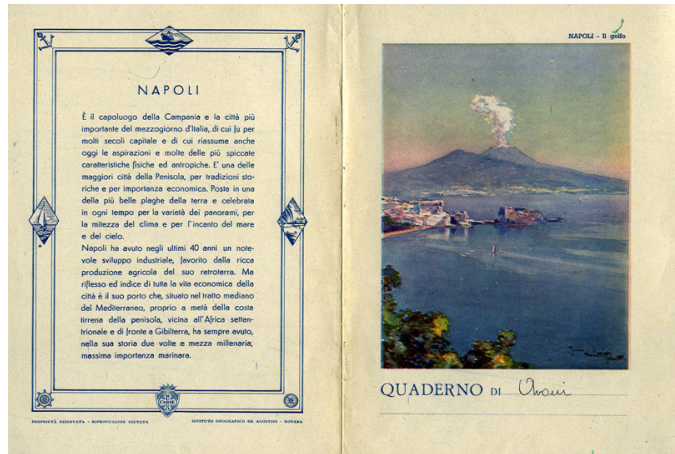 NAPOLI
È il capoluogo della Campania e la città più
importante del mezzogiorno d'Italia, di cui fu per
molti secoli capitale e di cui riassume anche
oggi le aspirazioni e molte delle più spiccate
caratteristiche fisiche ed antropiche. E' una delle
maggiori città della Penisola, per tradizioni sto-
riche e per importanza economica. Posta in una
della più belle plaghe della terra e celebrata
in ogni tempo per la varietà dei panorami, per
la mitezza del clima e per l'incanto del mare
e del cielo.
Napoli ha avuto negli ultimi 40 anni un note-
vole sviluppo industriale, favorito dalla ricca
produzione agricola del suo retroterra. Ma
riflesso ed indice di tutta la vita economica della
città è il suo porto che, situato nel tratto mediano
del Mediterraneo, proprio a metà della costa
tirrena della penisola, vicina all'Africa setten-
trionale e di fronte a Gibilterra, ha sempre avuto,
nella sua storia due volte e mezza millenaria,
massima importanza marinara.
PROPRIETÀ RISERVATA - RIPRODUZIONE VIETATA
ISTITUTO GEOGRAFICO DE AGOSTINI - NOVARA
NAPOLI - Il golfo
QUADERNO DI